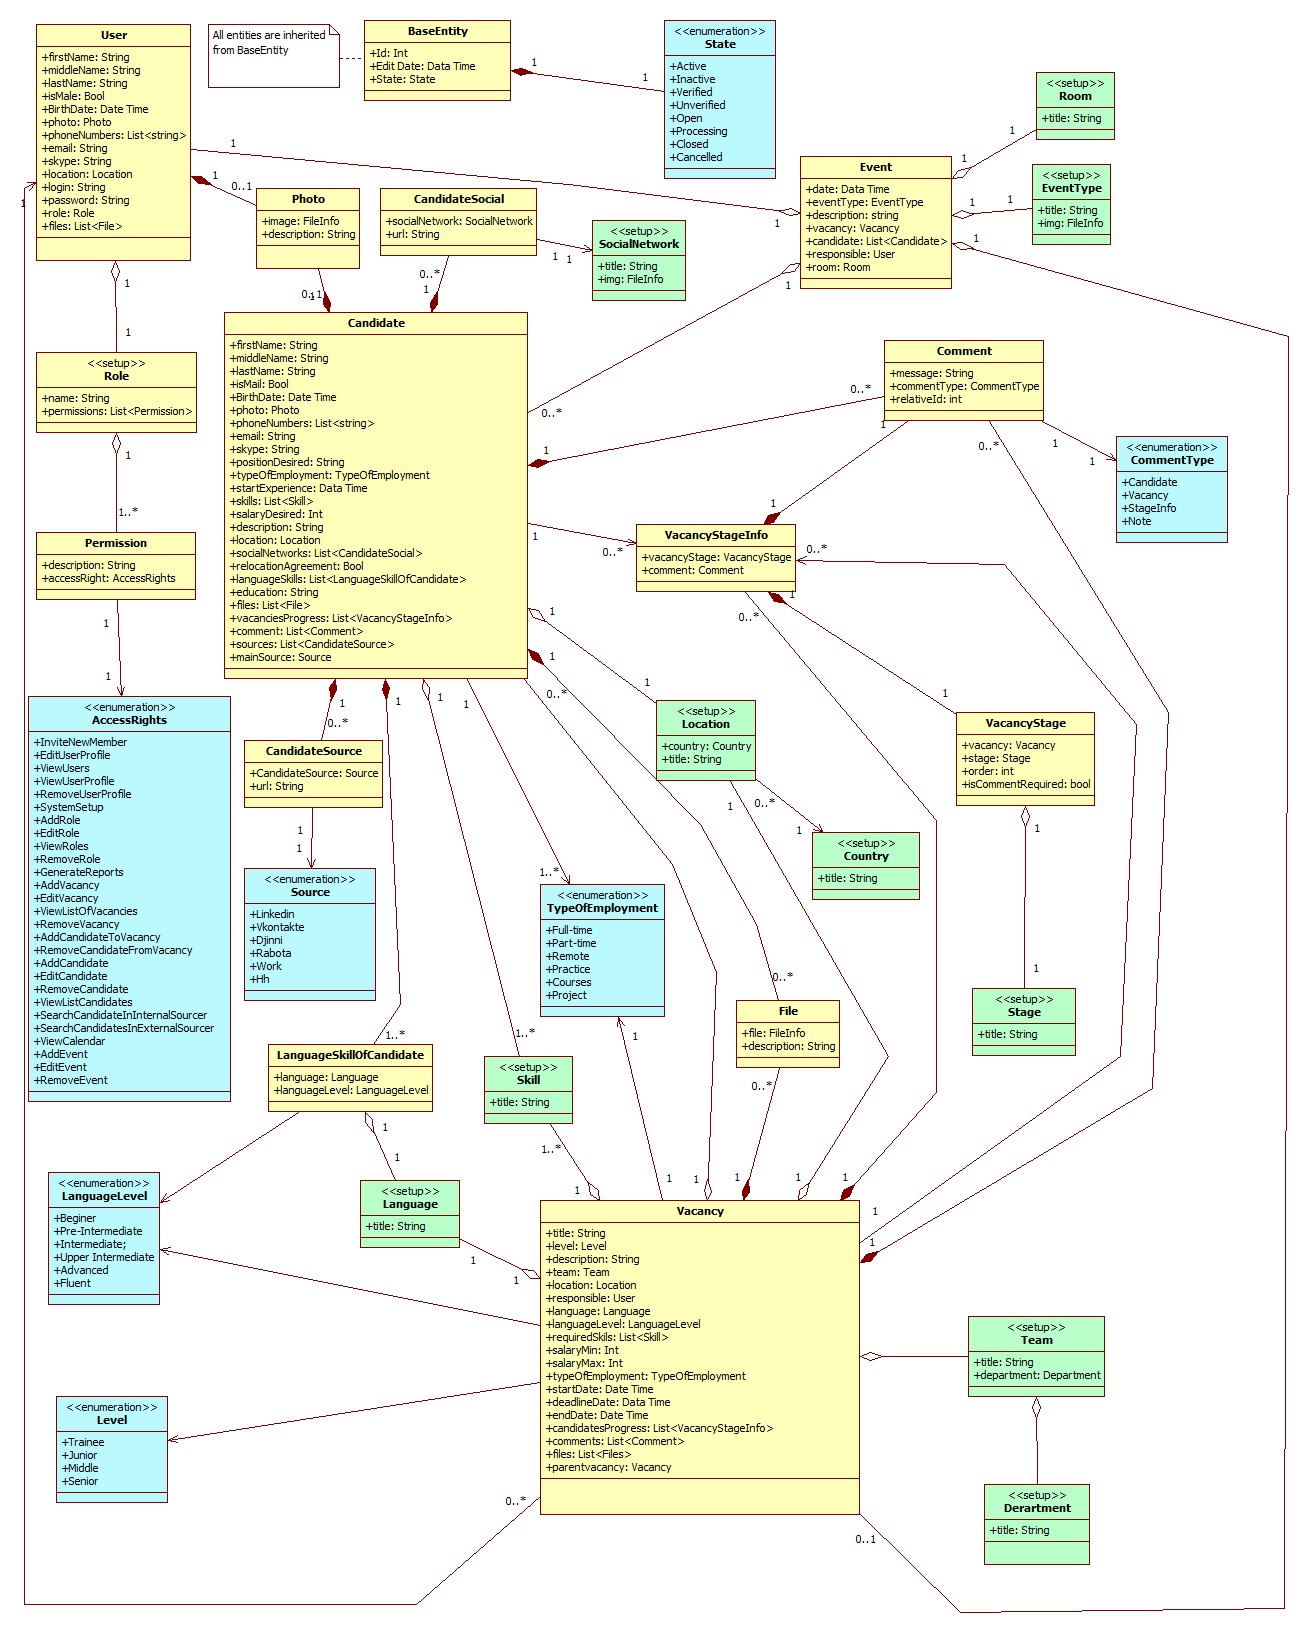 User
+firstName: String
+middleName: String
+lastName: String
+isMale: Bool
+BirthDate: Date Time
+photo: Photo
+phoneNumbers: List<string>
+email: String
+skype: String
+location: Location
+login: String
+password: String
+role: Role
+files: List<File>
All entities are inherited
from BaseEntity
BaseEntity
+Id: Int
+Edit Date: Data Time
+State: State
1
1
<<enumeration>>
State
+Active
+Inactive
+Verified
+Unverified
+Open
+Processing
+Closed
+Cancelled
<<setup>>
Room
+title: String
1
1
Event
+date: Data Time
+eventType: EventType
+description: string
+vacancy: Vacancy
+candidate: List<Candidate>
+responsible: User
+room: Room
1
1
1
1
1
1
<<setup>>
EventType
+title: String
+img: FileInfo
1
1
0..1
Photo
+image: FileInfo
+description: String
0..1
1
CandidateSocial
+socialNetwork: SocialNetwork
+url: String
0..*
1
1
1
<<setup>>
SocialNetwork
+title: String
+img: FileInfo
1
1
<<setup>>
Role
+name: String
+permissions: List<Permission>
1
1..*
Permission
+description: String
+accessRight: AccessRights
1
1
<<enumeration>>
AccessRights
+InviteNewMember
+EditUserProfile
+ViewUsers
+ViewUserProfile
+RemoveUserProfile
+SystemSetup
+AddRole
+EditRole
+ViewRoles
+RemoveRole
+GenerateReports
+AddVacancy
+EditVacancy
+ViewListOfVacancies
+RemoveVacancy
+AddCandidateToVacancy
+RemoveCandidateFromVacancy
+AddCandidate
+EditCandidate
+RemoveCandidate
+ViewListCandidates
+SearchCandidateInInternalSourcer
+SearchCandidatesInExternalSourcer
+ViewCalendar
+AddEvent
+EditEvent
+RemoveEvent
Candidate
+firstName: String
+middleName: String
+lastName: String
+isMail: Bool
+BirthDate: Date Time
+photo: Photo
+phoneNumbers: List<string>
+email: String
+skype: String
+positionDesired: String
+typeOfEmployment: TypeOfEmployment
+startExperience: Data Time
+skills: List<Skill>
+salaryDesired: Int
+description: String
+location: Location
+socialNetworks: List<CandidateSocial>
+relocationAgreement: Bool
+languageSkills: List<LanguageSkillOfCandidate>
+education: String
+files: List<File>
+vacanciesProgress: List<VacancyStageInfo>
+comment: List<Comment>
+sources: List<CandidateSource>
+mainSource: Source
0..*
1
1
1
1
0..*
1
1
1
1
0..*
Comment
+message: String
+commentType: CommentType
+relativeId: int
0..*
1
0..*
1
1
<<enumeration>>
CommentType
+Candidate
+Vacancy
+StageInfo
+Note
1
VacancyStageInfo
+vacancyStage: VacancyStage
+comment: Comment
0..*
0..*
0..*
1
1
VacancyStage
+vacancy: Vacancy
+stage: Stage
+order: int
+isCommentRequired: bool
1
1
<<setup>>
Stage
+title: String
1
<<setup>>
Location
+country: Country
+title: String
1
0..*
1
<<setup>>
Country
+title: String
CandidateSource
+CandidateSource: Source
+url: String
1
1
<<enumeration>>
Source
+Linkedin
+Vkontakte
+Djinni
+Rabota
+Work
+Hh
1..*
<<enumeration>>
TypeOfEmployment
+Full-time
+Part-time
+Remote
+Practice
+Courses
+Project
1
0..*
File
+file: FileInfo
+description: String
0..*
1..*
LanguageSkillOfCandidate
+language: Language
+languageLevel: LanguageLevel
1
1
1..*
<<setup>>
Skill
+title: String
1..*
<<enumeration>>
LanguageLevel
+Beginer
+Pre-Intermediate
+Intermediate;
+Upper Intermediate
+Advanced
+Fluent
<<setup>>
Language
+title: String
1
1
1
1
1
1
1
1
1
1
Vacancy
+title: String
+level: Level
+description: String
+team: Team
+location: Location
+responsible: User
+language: Language
+languageLevel: LanguageLevel
+requiredSkils: List<Skill>
+salaryMin: Int
+salaryMax: Int
+typeOfEmployment: TypeOfEmployment
+startDate: Date Time
+deadlineDate: Data Time
+endDate: Date Time
+candidatesProgress: List<VacancyStageInfo>
+comments: List<Comment>
+files: List<Files>
+parentvacancy: Vacancy
0..*
0..1
<<enumeration>>
Level
+Trainee
+Junior
+Middle
+Senior
<<setup>>
Team
+title: String
+department: Department
<<setup>>
Derartment
+title: String